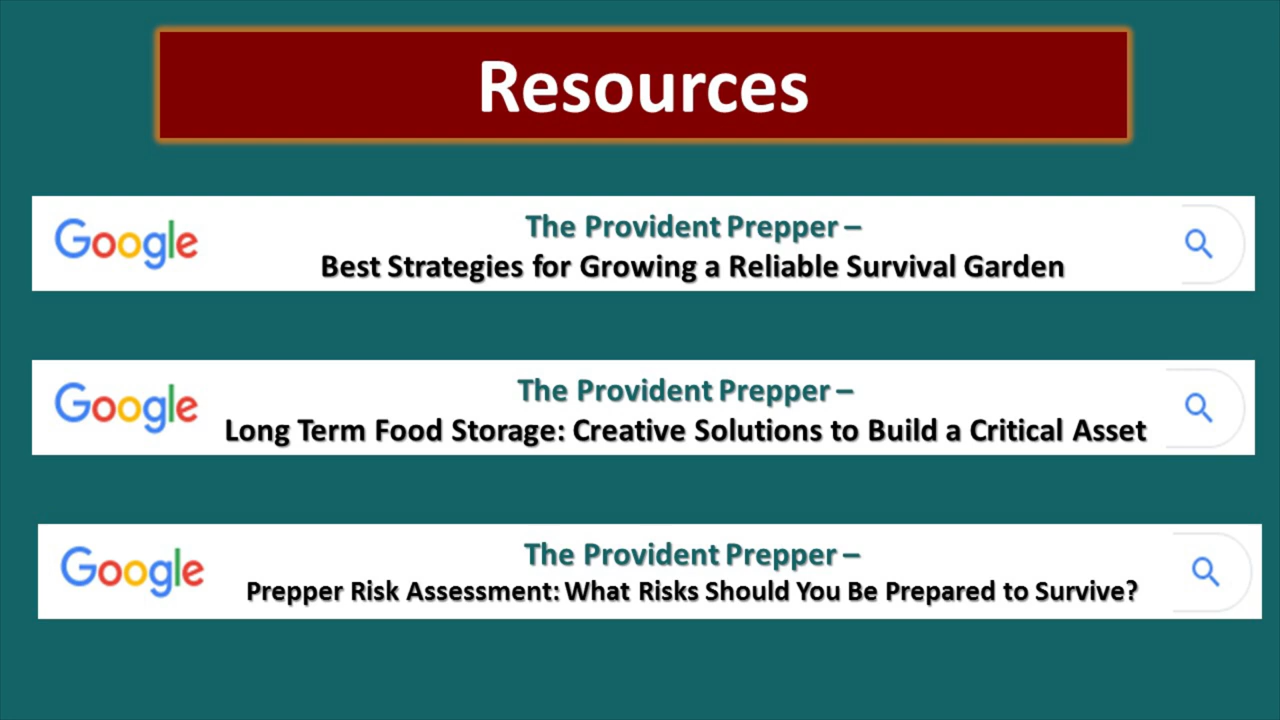 Resources
Google
The Provident Prepper –
Best Strategies for Growing a Reliable Survival Garden
Google
The Provident Prepper –
Long Term Food Storage: Creative Solutions to Build a Critical Asset
Google
The Provident Prepper –
Prepper Risk Assessment: What Risks Should You Be Prepared to Survive?